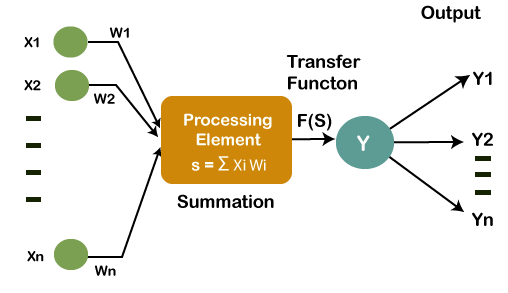 Output
X1
W1
Transfer
Functon
X2
W2
Processing
Element
s = Σ Xi Wi
F(S)
Y
Y1
Y2
Summation
Yn
Xn
Wn